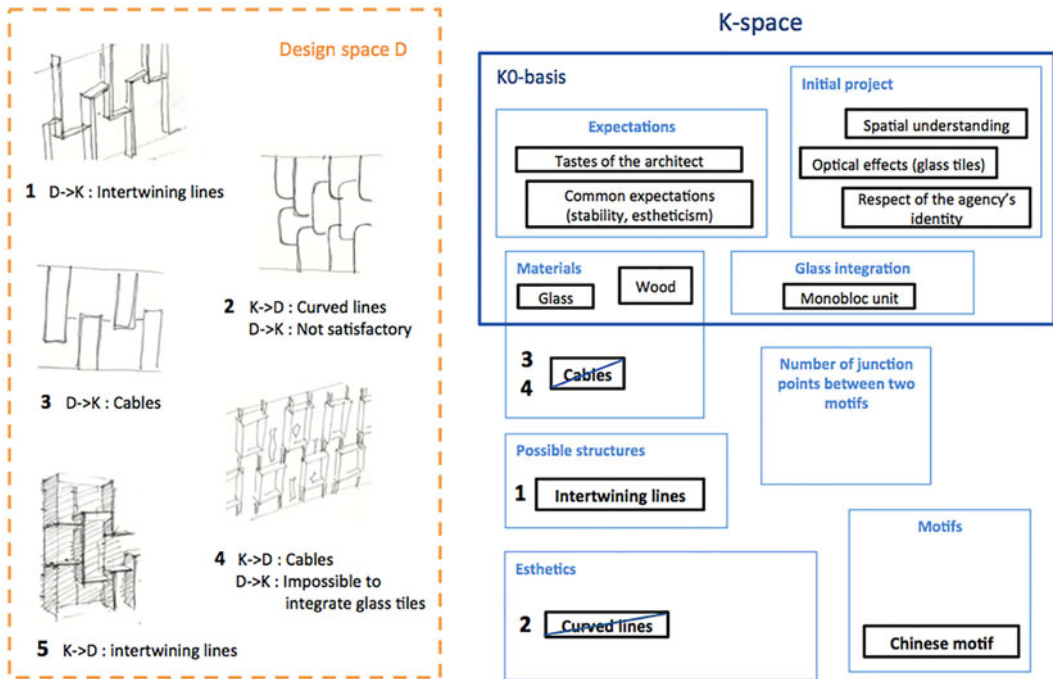 Design space D
1 D->K : Intertwining lines
2 K->D : Curved lines
D->K : Not satisfactory
3 D->K : Cables
4 K->D : Cables
D->K : Impossible to
integrate glass tiles
5 K->D : intertwining lines
K-space
K0-basis
Expectations
Tastes of the architect
Common expectations
(stability, estheticism)
Initial project
Spatial understanding
Optical effects (glass tiles)
Respect of the agency's
identity
Materials
Glass
Wood
Glass integration
Monobloc unit
3
4
Cables
Number of junction
points between two
motifs
Possible structures
1 Intertwining lines
Esthetics
2 Curved lines
Motifs
Chinese motif